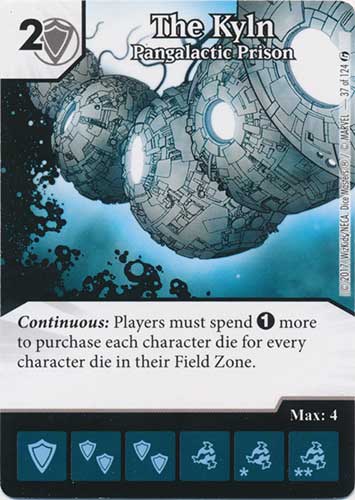 2
The Kyln
Pangalactic Prison
Continuous: Players must spend 1 more
to purchase each character die for every
character die in their Field Zone.
Max: 4
*
**
© 2017 WizKids/NECA. Dice Masters ® / © MARVEL — 37 of 124